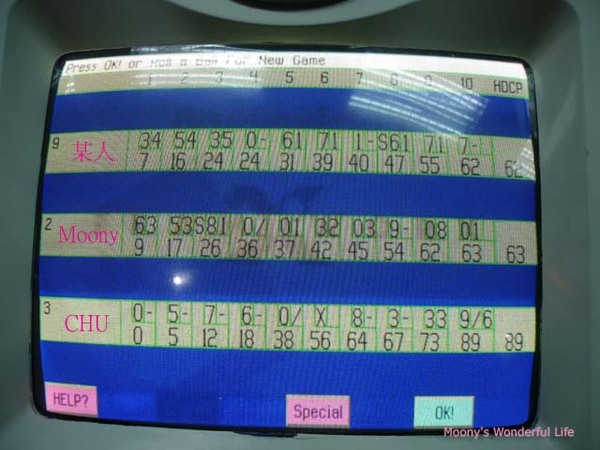 Press OK! or Roll a Ball For New Game
1 2 3 4 5 6 7 8 9 10 HDCP
9 某人 34 54 35 0- 61 71 1- S61 71 7-
7 16 24 24 31 39 40 47 55 62 62
2 Moony 63 53 S81 0/ 01 32 03 9- 08 01
9 17 26 36 37 42 45 54 62 63 63
3 CHU 0- 5- 7- 6- 0/ X 8- 3- 33 9/6
0 5 12 18 38 56 64 67 73 89 89
HELP? Special OK!
Moony's Wonderful Life